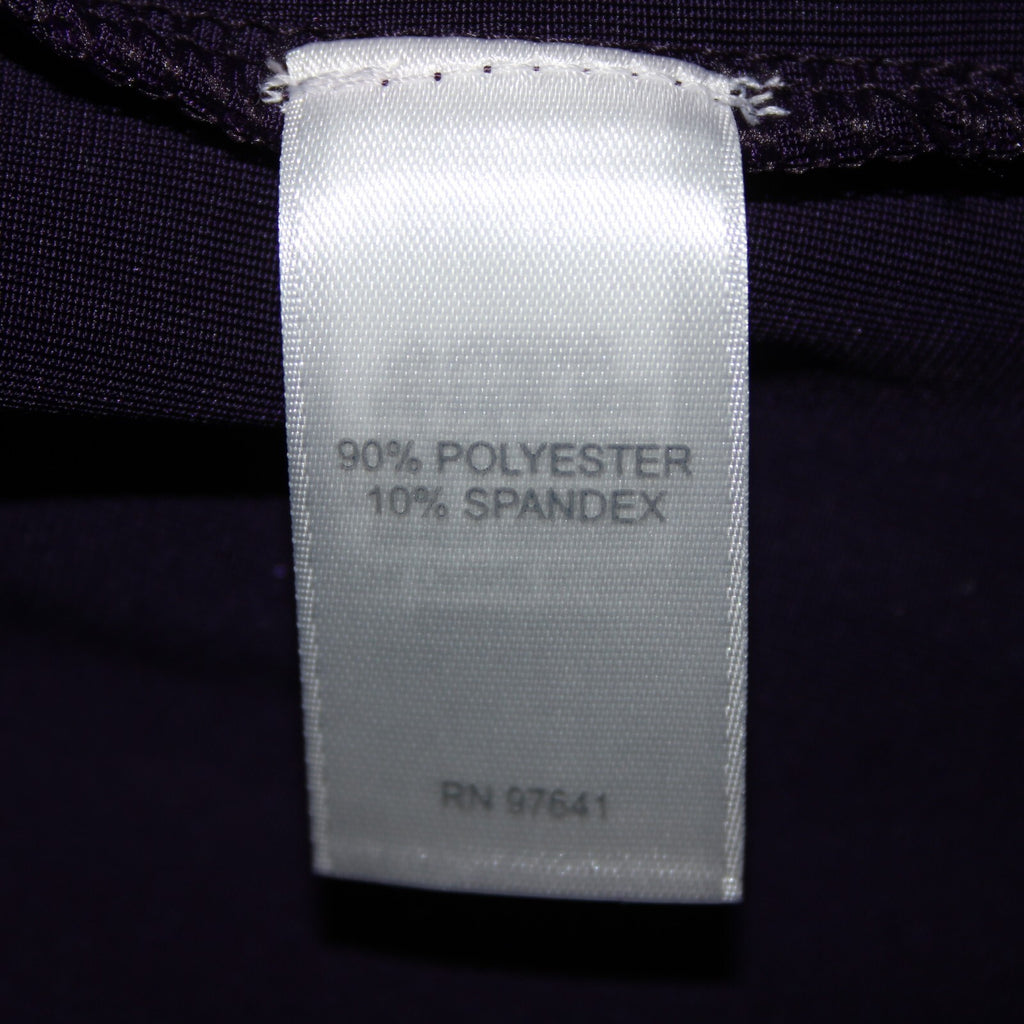 90% POLYESTER
10% SPANDEX
RN 97641